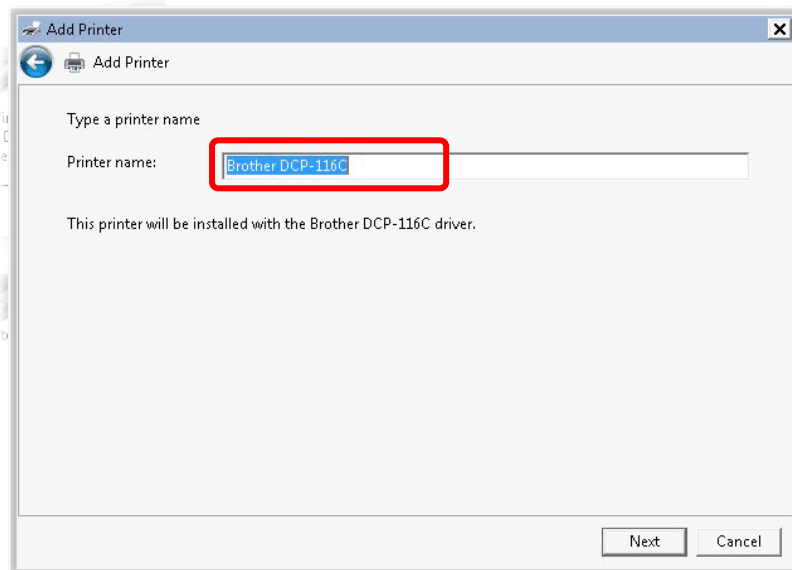 Add Printer
Add Printer
Type a printer name
Printer name: Brother DCP-116C
This printer will be installed with the Brother DCP-116C driver.
Next Cancel